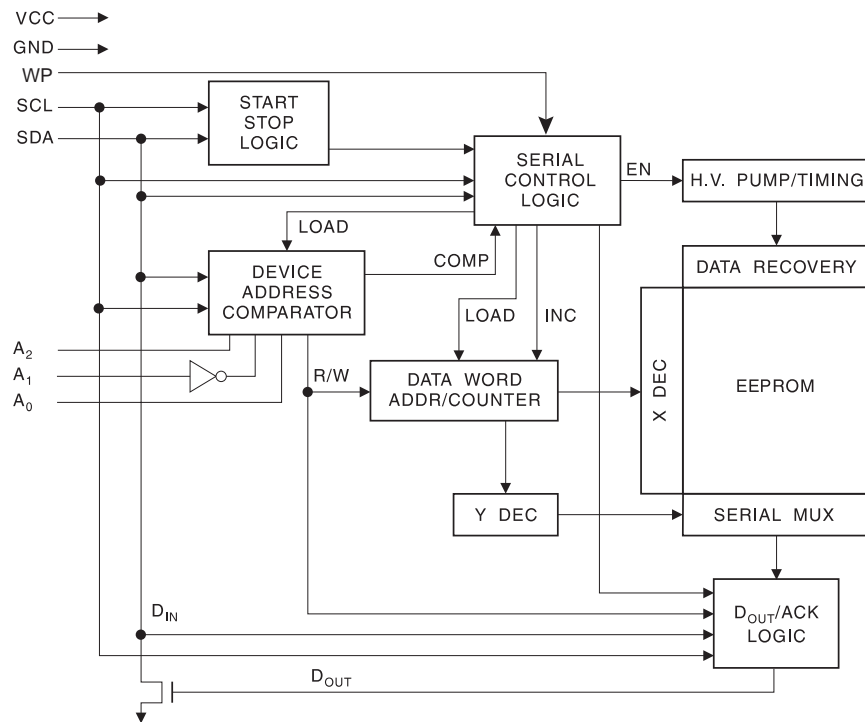 VCC
GND
WP
SCL
SDA
START
STOP
LOGIC
SERIAL
CONTROL
LOGIC
EN
H.V. PUMP/TIMING
LOAD
COMP
DEVICE
ADDRESS
COMPARATOR
DATA RECOVERY
LOAD
INC
A2
A1
A0
R/W
DATA WORD
ADDR/COUNTER
X DEC
EEPROM
Y DEC
SERIAL MUX
DIN
DOUT/ACK
LOGIC
DOUT